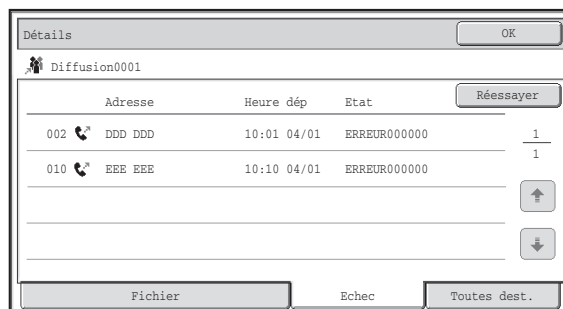 Détails OK
Diffusion0001
Adresse Heure dép Etat Réessayer
002 DDD DDD 10:01 04/01 ERREUR000000 1
1
010 EEE EEE 10:10 04/01 ERREUR000000
Fichier Echec Toutes dest.